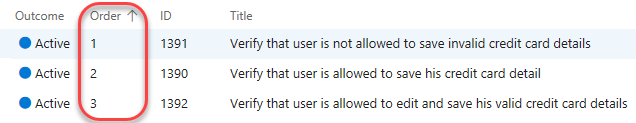 Outcome Order ↑ ID Title
Active 1 1391 Verify that user is not allowed to save invalid credit card details
Active 2 1390 Verify that user is allowed to save his credit card detail
Active 3 1392 Verify that user is allowed to edit and save his valid credit card details